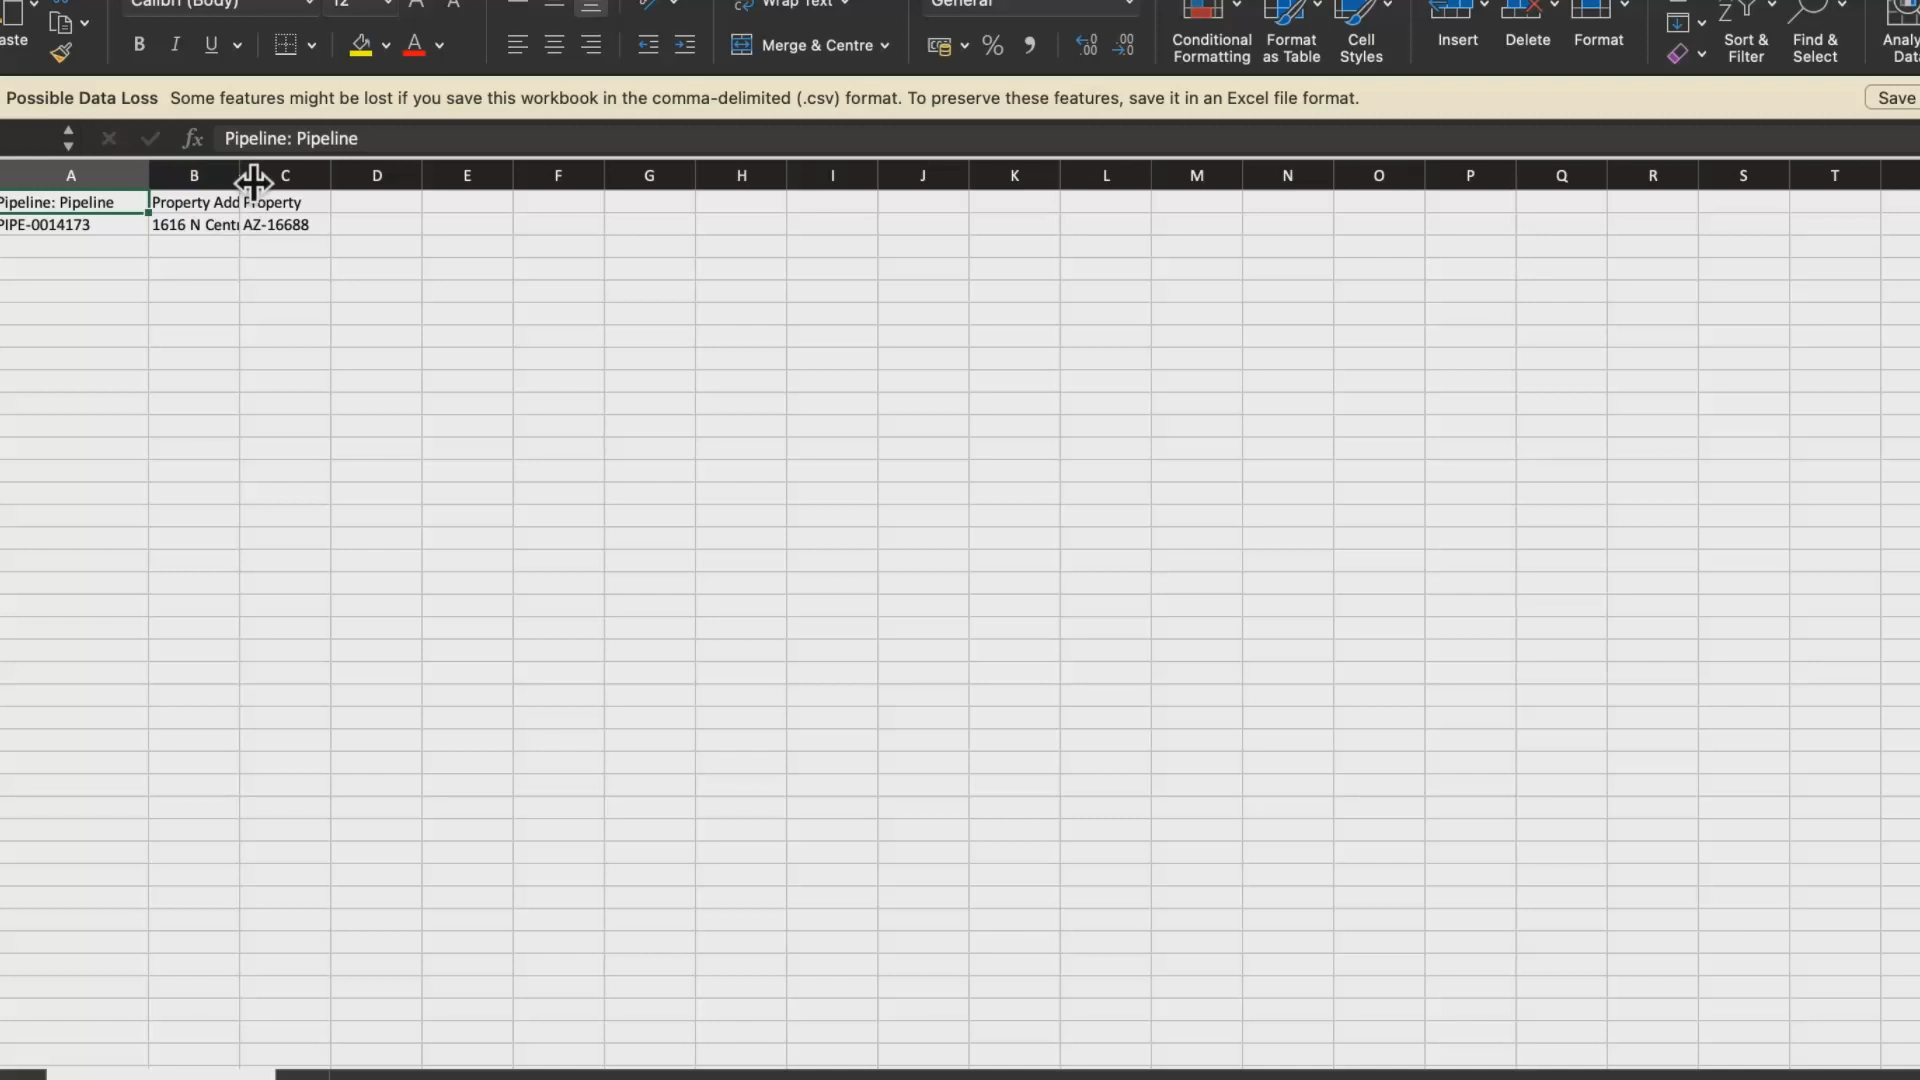 Calibri (Body) 12 Wrap Text General
aste B I U A Merge & Centre % Conditional Formatting Format as Table Cell Styles Insert Delete Format Sort & Filter Find & Select Analy Data
Possible Data Loss Some features might be lost if you save this workbook in the comma-delimited (.csv) format. To preserve these features, save it in an Excel file format. Save
fx Pipeline: Pipeline
A B C D E F G H I J K L M N O P Q R S T
Pipeline: Pipeline Property Add Property
PIPE-0014173 1616 N Centr AZ-16688